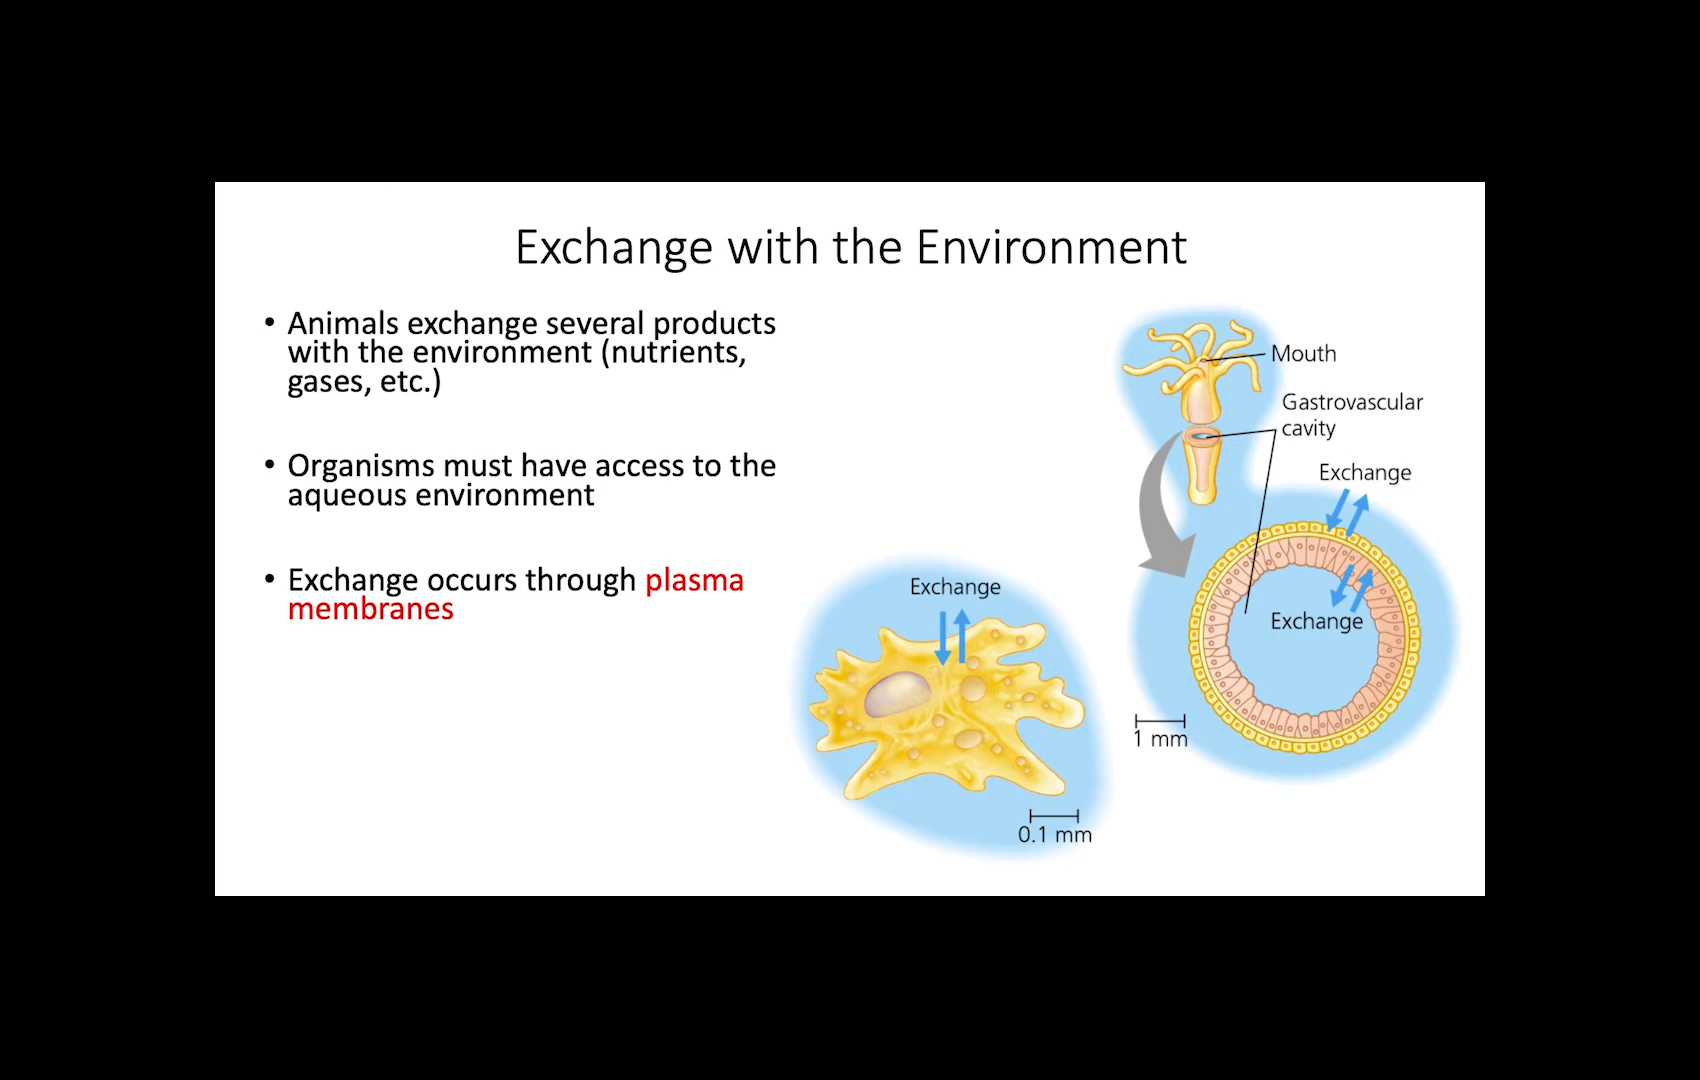 Exchange with the Environment
• Animals exchange several products
with the environment (nutrients,
gases, etc.)
• Organisms must have access to the
aqueous environment
• Exchange occurs through plasma
membranes
Mouth
Gastrovascular
cavity
Exchange
Exchange
1 mm
Exchange
0.1 mm